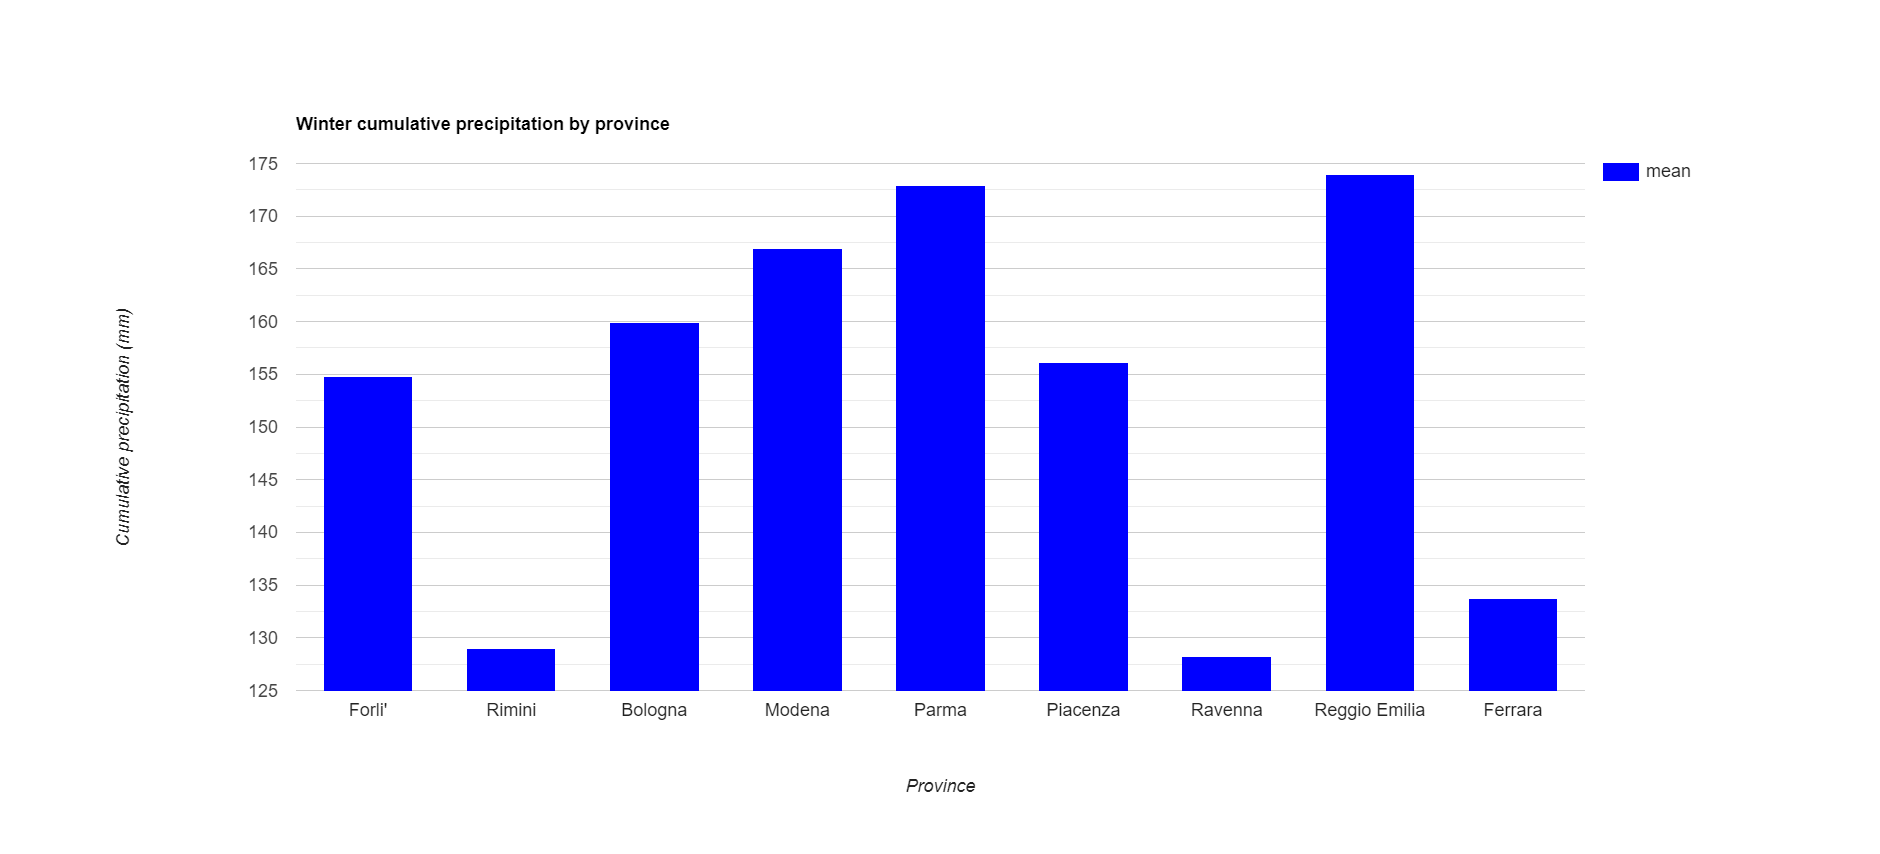 Winter cumulative precipitation by province
175
170
165
160
155
150
145
140
135
130
125
Cumulative precipitation (mm)
mean
Forli' Rimini Bologna Modena Parma Piacenza Ravenna Reggio Emilia Ferrara
Province